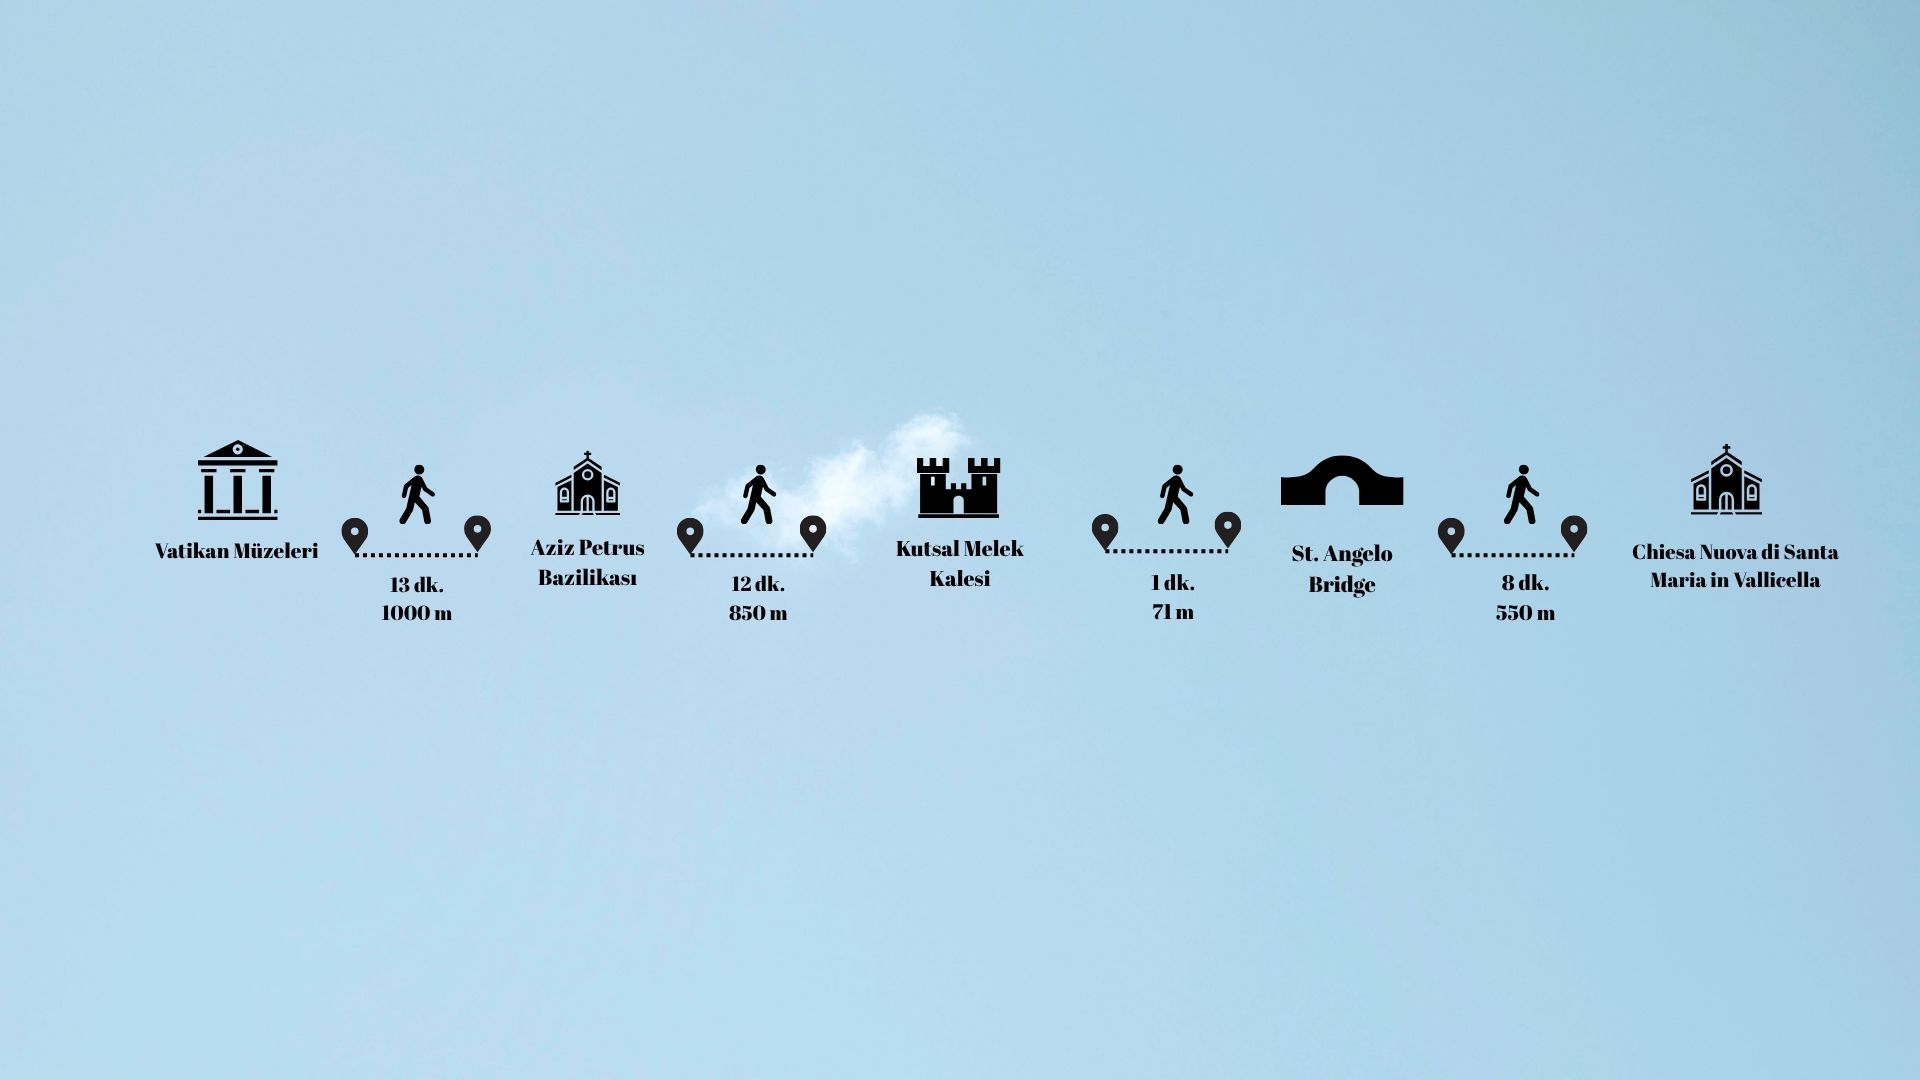 Vatikan Müzeleri
13 dk.
1000 m
Aziz Petrus
Bazilikası
12 dk.
850 m
Kutsal Melek
Kalesi
1 dk.
71 m
St. Angelo
Bridge
8 dk.
550 m
Chiesa Nuova di Santa
Maria in Vallicella